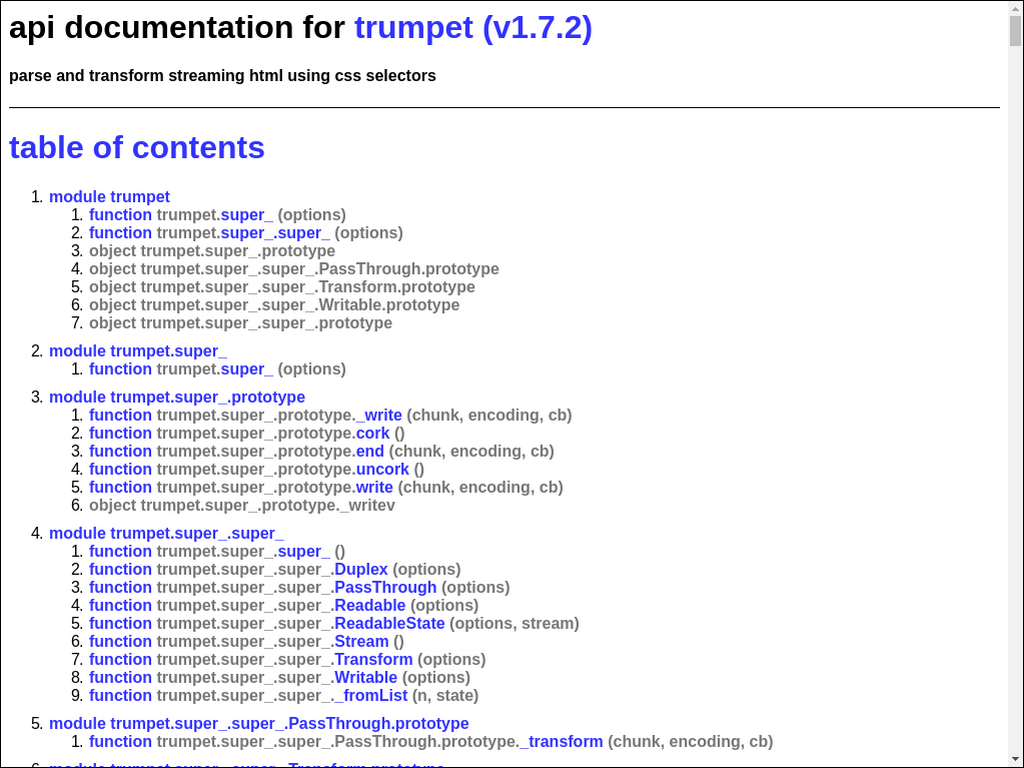 api documentation for trumpet (v1.7.2)
parse and transform streaming html using css selectors
table of contents
1. module trumpet
1. function trumpet.super_ (options)
2. function trumpet.super_.super_ (options)
3. object trumpet.super_.prototype
4. object trumpet.super_.super_.PassThrough.prototype
5. object trumpet.super_.super_.Transform.prototype
6. object trumpet.super_.super_.Writable.prototype
7. object trumpet.super_.super_.prototype
2. module trumpet.super_
1. function trumpet.super_ (options)
3. module trumpet.super_.prototype
1. function trumpet.super_.prototype._write (chunk, encoding, cb)
2. function trumpet.super_.prototype.cork ()
3. function trumpet.super_.prototype.end (chunk, encoding, cb)
4. function trumpet.super_.prototype.uncork ()
5. function trumpet.super_.prototype.write (chunk, encoding, cb)
6. object trumpet.super_.prototype._writev
4. module trumpet.super_.super_
1. function trumpet.super_.super_ ()
2. function trumpet.super_.super_.Duplex (options)
3. function trumpet.super_.super_.PassThrough (options)
4. function trumpet.super_.super_.Readable (options)
5. function trumpet.super_.super_.ReadableState (options, stream)
6. function trumpet.super_.super_.Stream ()
7. function trumpet.super_.super_.Transform (options)
8. function trumpet.super_.super_.Writable (options)
9. function trumpet.super_.super_._fromList (n, state)
5. module trumpet.super_.super_.PassThrough.prototype
1. function trumpet.super_.super_.PassThrough.prototype._transform (chunk, encoding, cb)
6. module trumpet.super_.super_.Transform.prototype